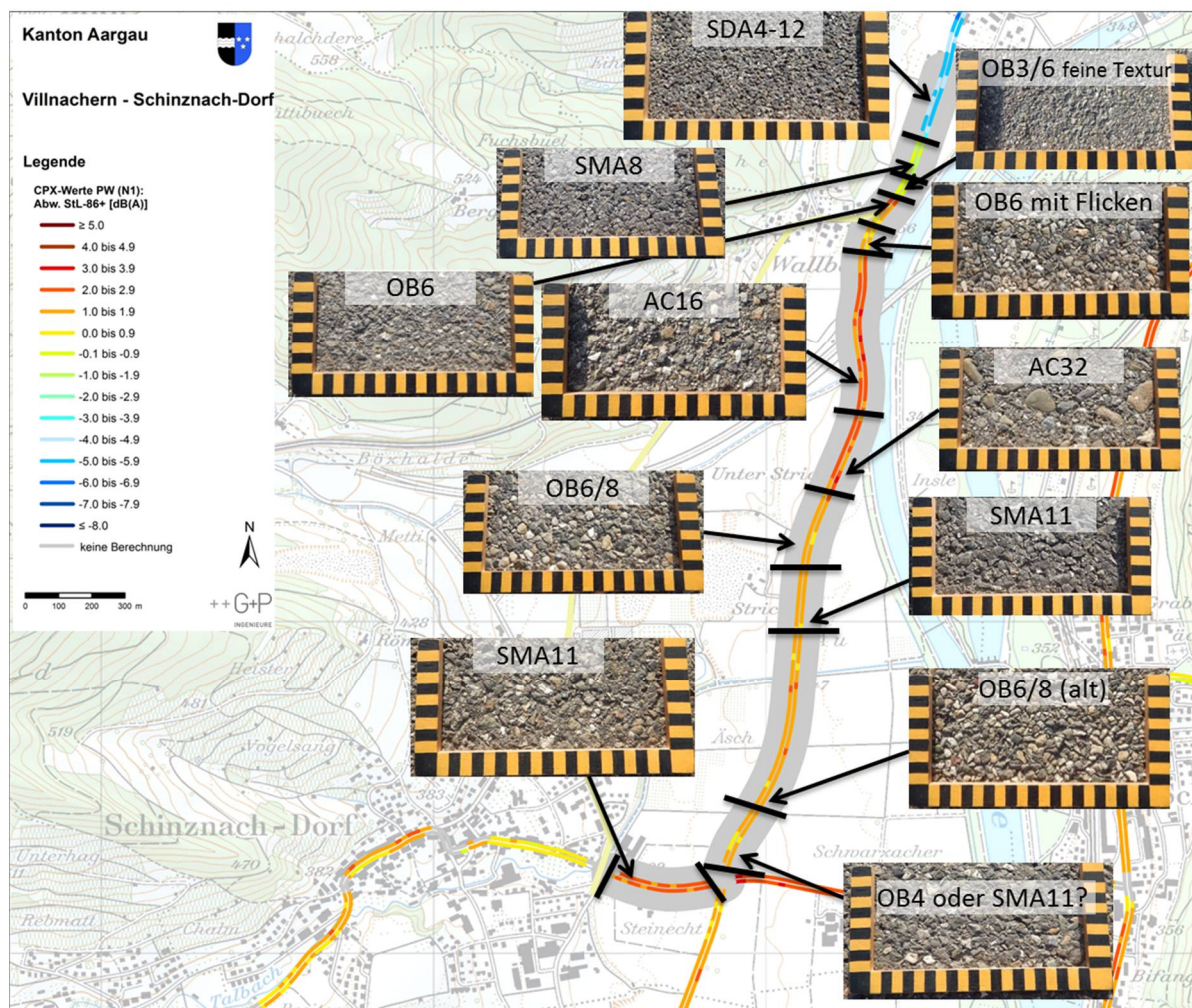 Kanton Aargau
Villnachern - Schinznach-Dorf
Legende
CPX-Werte PW (N1):
Abw. StL-86+ [dB(A)]
≥ 5.0
4.0 bis 4.9
3.0 bis 3.9
2.0 bis 2.9
1.0 bis 1.9
0.0 bis 0.9
-0.1 bis -0.9
-1.0 bis -1.9
-2.0 bis -2.9
-3.0 bis -3.9
-4.0 bis -4.9
-5.0 bis -5.9
-6.0 bis -6.9
-7.0 bis -7.9
≤ -8.0
keine Berechnung
N
0 100 200 300 m
++G+P
INGENIEURE
SDA4-12
OB3/6 feine Textur
SMA8
OB6 mit Flicken
OB6
AC16
AC32
OB6/8
SMA11
SMA11
OB6/8 (alt)
OB4 oder SMA11?
558
349
Fuchsbuel
524
Berg
ARA
56
Wallb
Böxhalde
Unter Stric
Insle
Metti
Stric
428
Heister
481
519
Vogelsang
Äsch
352
383
Schinznach-Dorf
Unterhag
470
382
Schwarzacher
Rebmatt
Chalm
Steinecht
356
Bifang
Talbach